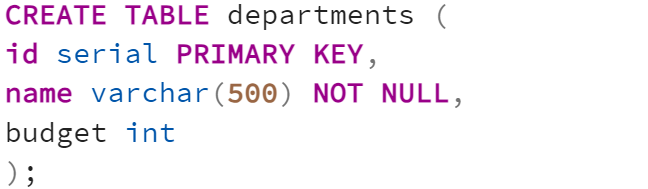 CREATE TABLE departments (
id serial PRIMARY KEY,
name varchar(500) NOT NULL,
budget int
);